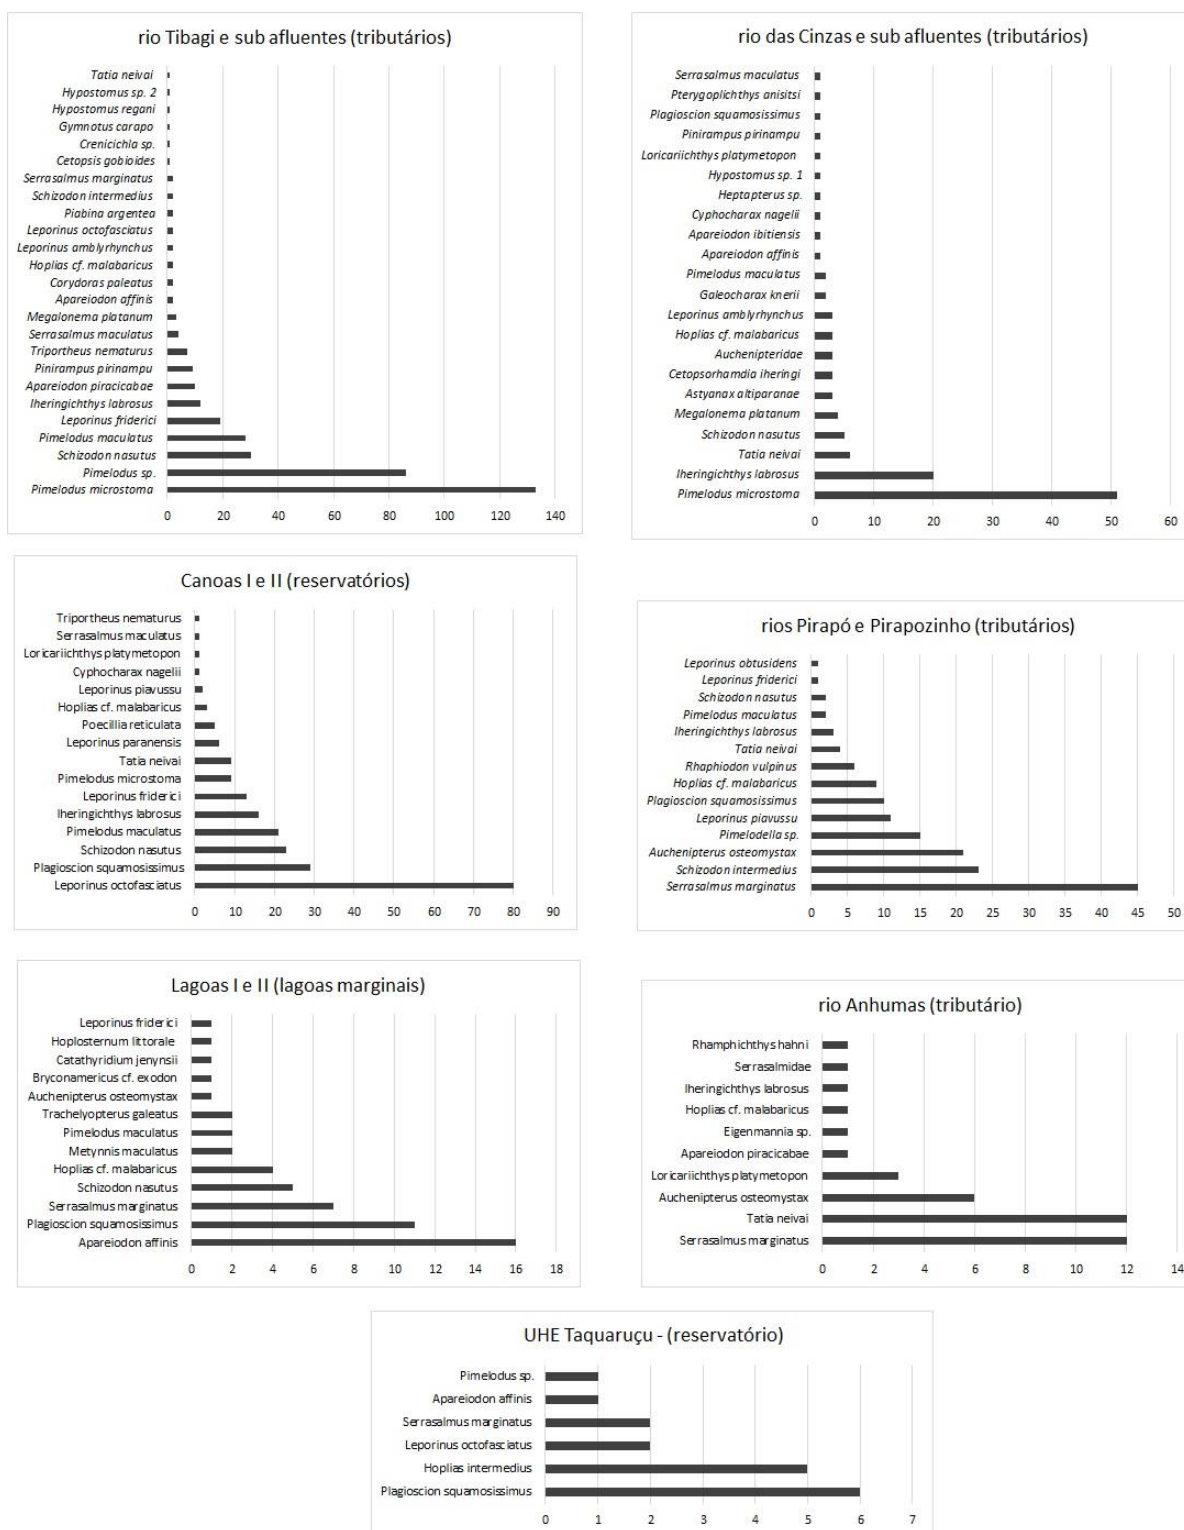 rio Tibagi e sub afluentes (tributários)
Tatia neivai
Hypostomus sp. 2
Hypostomus regani
Gymnotus carapo
Crenicichla sp.
Cetopsis gobioides
Serrasalmus marginatus
Schizodon intermedius
Piabina argentea
Leporinus octofasciatus
Leporinus amblyrhynchus
Hoplias cf. malabaricus
Corydoras paleatus
Apareiodon affinis
Megalonema platanum
Serrasalmus maculatus
Triportheus nematurus
Pinirampus pirinampu
Apareiodon piracicabae
Iheringichthys labrosus
Leporinus friderici
Pimelodus maculatus
Schizodon nasutus
Pimelodus sp.
Pimelodus microstoma
0 20 40 60 80 100 120 140
rio das Cinzas e sub afluentes (tributários)
Serrasalmus maculatus
Pterygoplichthys anisitsi
Plagioscion squamosissimus
Pinirampus pirinampu
Loricariichthys platymetopon
Hypostomus sp. 1
Heptapterus sp.
Cyphocharax nagelii
Apareiodon ibitiensis
Apareiodon affinis
Pimelodus maculatus
Galeocharax knerii
Leporinus amblyrhynchus
Hoplias cf. malabaricus
Auchenipteridae
Cetopsorhamdia iheringi
Astyanax altiparanae
Megalonema platanum
Schizodon nasutus
Tatia neivai
Iheringichthys labrosus
Pimelodus microstoma
0 10 20 30 40 50 60
Canoas I e II (reservatórios)
Triportheus nematurus
Serrasalmus maculatus
Loricariichthys platymetopon
Cyphocharax nagelii
Leporinus piavussu
Hoplias cf. malabaricus
Poecillia reticulata
Leporinus paranensis
Tatia neivai
Pimelodus microstoma
Leporinus friderici
Iheringichthys labrosus
Pimelodus maculatus
Schizodon nasutus
Plagioscion squamosissimus
Leporinus octofasciatus
0 10 20 30 40 50 60 70 80 90
rios Pirapó e Pirapozinho (tributários)
Leporinus obtusidens
Leporinus friderici
Schizodon nasutus
Pimelodus maculatus
Iheringichthys labrosus
Tatia neivai
Rhaphiodon vulpinus
Hoplias cf. malabaricus
Plagioscion squamosissimus
Leporinus piavussu
Pimelodella sp.
Auchenipterus osteomystax
Schizodon intermedius
Serrasalmus marginatus
0 5 10 15 20 25 30 35 40 45 50
Lagoas I e II (lagoas marginais)
Leporinus friderici
Hoplosternum littorale
Catathyridium jenynsii
Bryconamericus cf. exodon
Auchenipterus osteomystax
Trachelyopterus galeatus
Pimelodus maculatus
Metynnis maculatus
Hoplias cf. malabaricus
Schizodon nasutus
Serrasalmus marginatus
Plagioscion squamosissimus
Apareiodon affinis
0 2 4 6 8 10 12 14 16 18
rio Anhumas (tributário)
Rhamphichthys hahni
Serrasalmidae
Iheringichthys labrosus
Hoplias cf. malabaricus
Eigenmannia sp.
Apareiodon piracicabae
Loricariichthys platymetopon
Auchenipterus osteomystax
Tatia neivai
Serrasalmus marginatus
0 2 4 6 8 10 12 14
UHE Taquaruçu - (reservatório)
Pimelodus sp.
Apareiodon affinis
Serrasalmus marginatus
Leporinus octofasciatus
Hoplias intermedius
Plagioscion squamosissimus
0 1 2 3 4 5 6 7